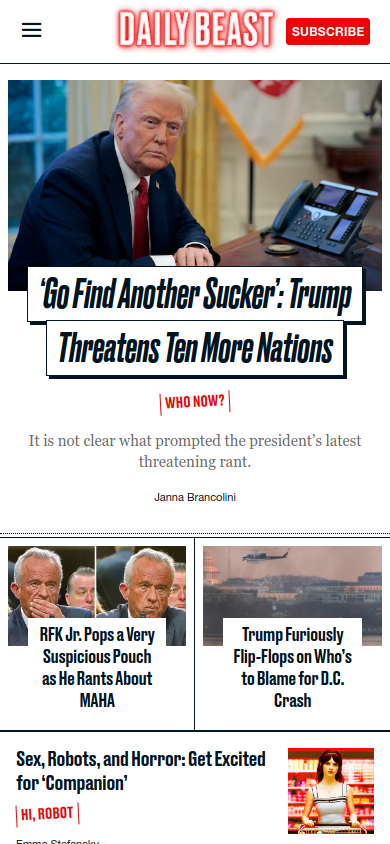 DAILY BEAST
SUBSCRIBE
‘Go Find Another Sucker’: Trump
Threatens Ten More Nations
WHO NOW?
It is not clear what prompted the president’s latest
threatening rant.
Janna Brancolini
RFK Jr. Pops a Very
Suspicious Pouch
as He Rants About
MAHA
Trump Furiously
Flip-Flops on Who’s
to Blame for D.C.
Crash
Sex, Robots, and Horror: Get Excited
for ‘Companion’
HI, ROBOT
Emma Stefansky